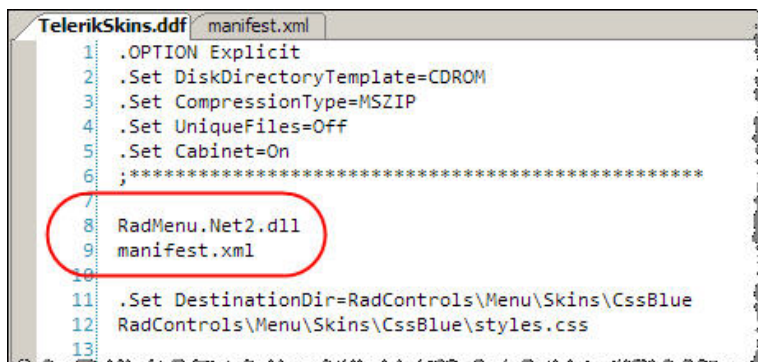 TelerikSkins.ddf manifest.xml
1 .OPTION Explicit
2 .Set DiskDirectoryTemplate=CDROM
3 .Set CompressionType=MSZIP
4 .Set UniqueFiles=Off
5 .Set Cabinet=On
6 ;***************************************************
7
8 RadMenu.Net2.dll
9 manifest.xml
10
11 .Set DestinationDir=RadControls\Menu\Skins\CssBlue
12 RadControls\Menu\Skins\CssBlue\styles.css
13